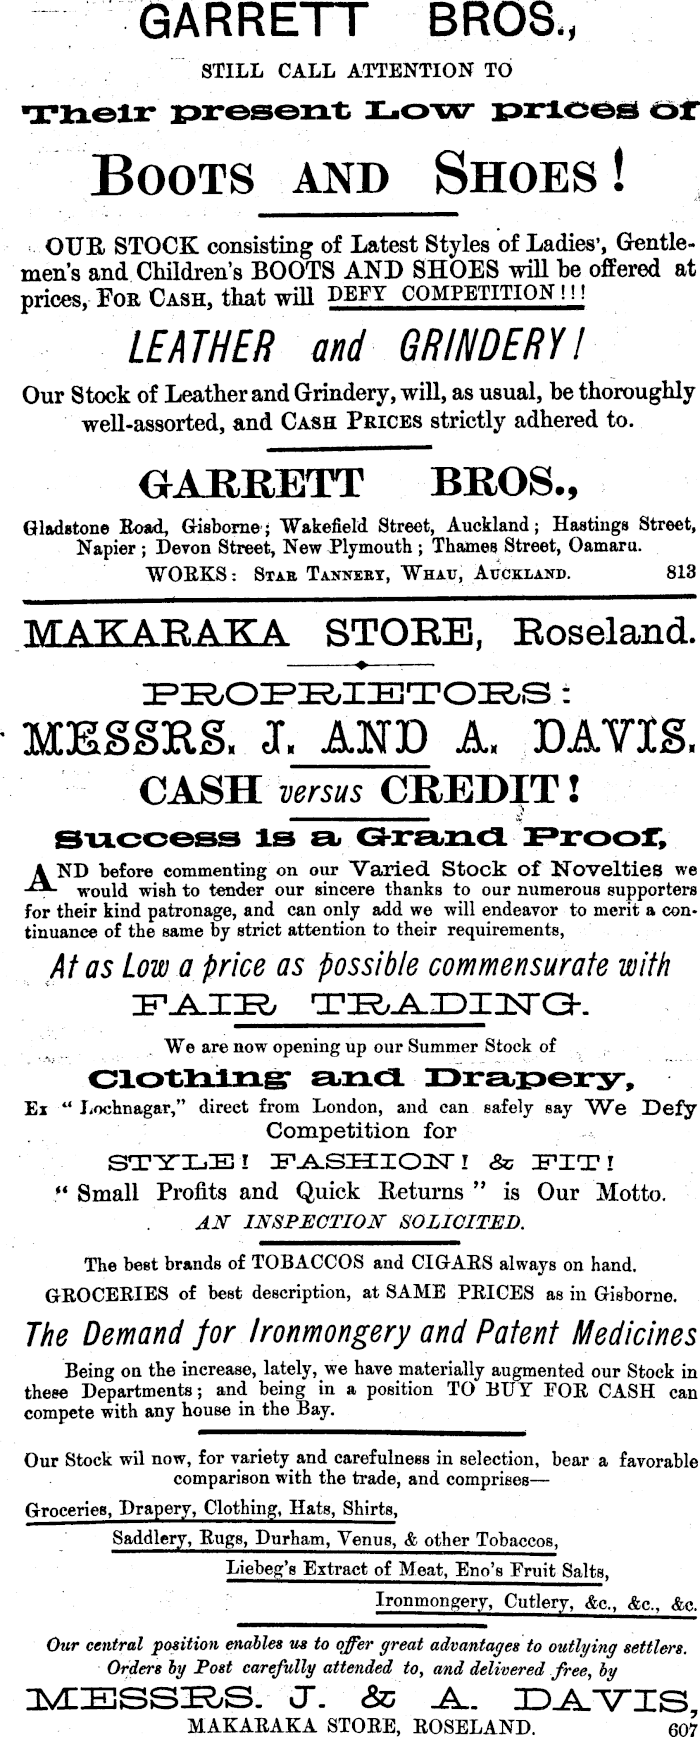 GARRETT BROS.,
STILL CALL ATTENTION TO
Their present Low prices of
BOOTS AND SHOES!
OUR STOCK consisting of Latest Styles of Ladies', Gentle-
men's and Children's BOOTS AND SHOES will be offered at
prices, FOR CASH, that will DEFY COMPETITION!!!
LEATHER and GRINDERY!
Our Stock of Leather and Grindery, will, as usual, be thoroughly
well-assorted, and CASH PRICES strictly adhered to.
GARRETT BROS.,
Gladstone Road, Gisborne; Wakefield Street, Auckland; Hastings Street,
Napier; Devon Street, New Plymouth; Thames Street, Oamaru.
WORKS: STAR TANNERY, WHAU, AUCKLAND. 813
MAKARAKA STORE, Roseland.
PROPRIETORS:
MESSRS. J. AND A. DAVIS.
CASH versus CREDIT!
Success is a Grand Proof,
AND before commenting on our Varied Stock of Novelties we
would wish to tender our sincere thanks to our numerous supporters
for their kind patronage, and can only add we will endeavor to merit a con-
tinuance of the same by strict attention to their requirements,
At as Low a price as possible commensurate with
FAIR TRADING.
We are now opening up our Summer Stock of
Clothing and Drapery,
Ex "Lochnagar," direct from London, and can safely say We Defy
Competition for
STYLE! FASHION! & FIT!
"Small Profits and Quick Returns" is Our Motto.
AN INSPECTION SOLICITED.
The best brands of TOBACCOS and CIGARS always on hand.
GROCERIES of best description, at SAME PRICES as in Gisborne.
The Demand for Ironmongery and Patent Medicines
Being on the increase, lately, we have materially augmented our Stock in
these Departments; and being in a position TO BUY FOR CASH can
compete with any house in the Bay.
Our Stock wil now, for variety and carefulness in selection, bear a favorable
comparison with the trade, and comprises—
Groceries, Drapery, Clothing, Hats, Shirts,
Saddlery, Rugs, Durham, Venus, & other Tobaccos,
Liebeg's Extract of Meat, Eno's Fruit Salts,
Ironmongery, Cutlery, &c., &c., &c.
Our central position enables us to offer great advantages to outlying settlers.
Orders by Post carefully attended to, and delivered free, by
MESSRS. J. & A. DAVIS,
MAKARAKA STORE, ROSELAND. 607